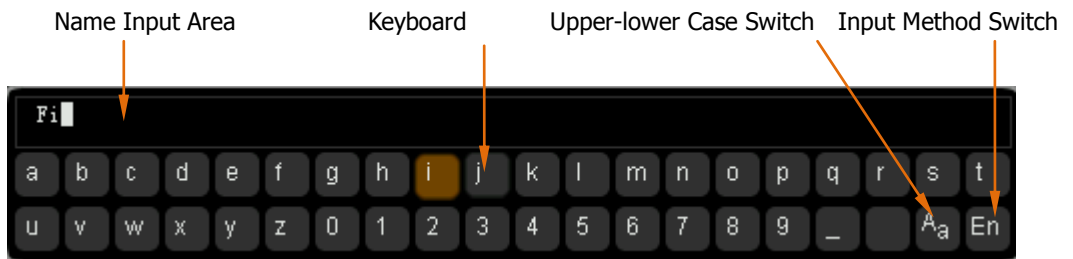 Name Input Area Keyboard Upper-lower Case Switch Input Method Switch
Fi
a b c d e f g h i j k l m n o p q r s t
u v w x y z 0 1 2 3 4 5 6 7 8 9 _ Aa En